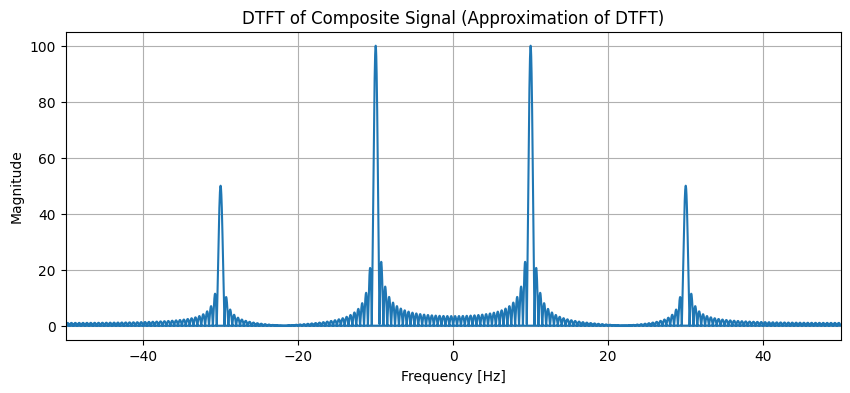 DTFT of Composite Signal (Approximation of DTFT)
100
80
60
40
20
0
Magnitude
−40 −20 0 20 40
Frequency [Hz]